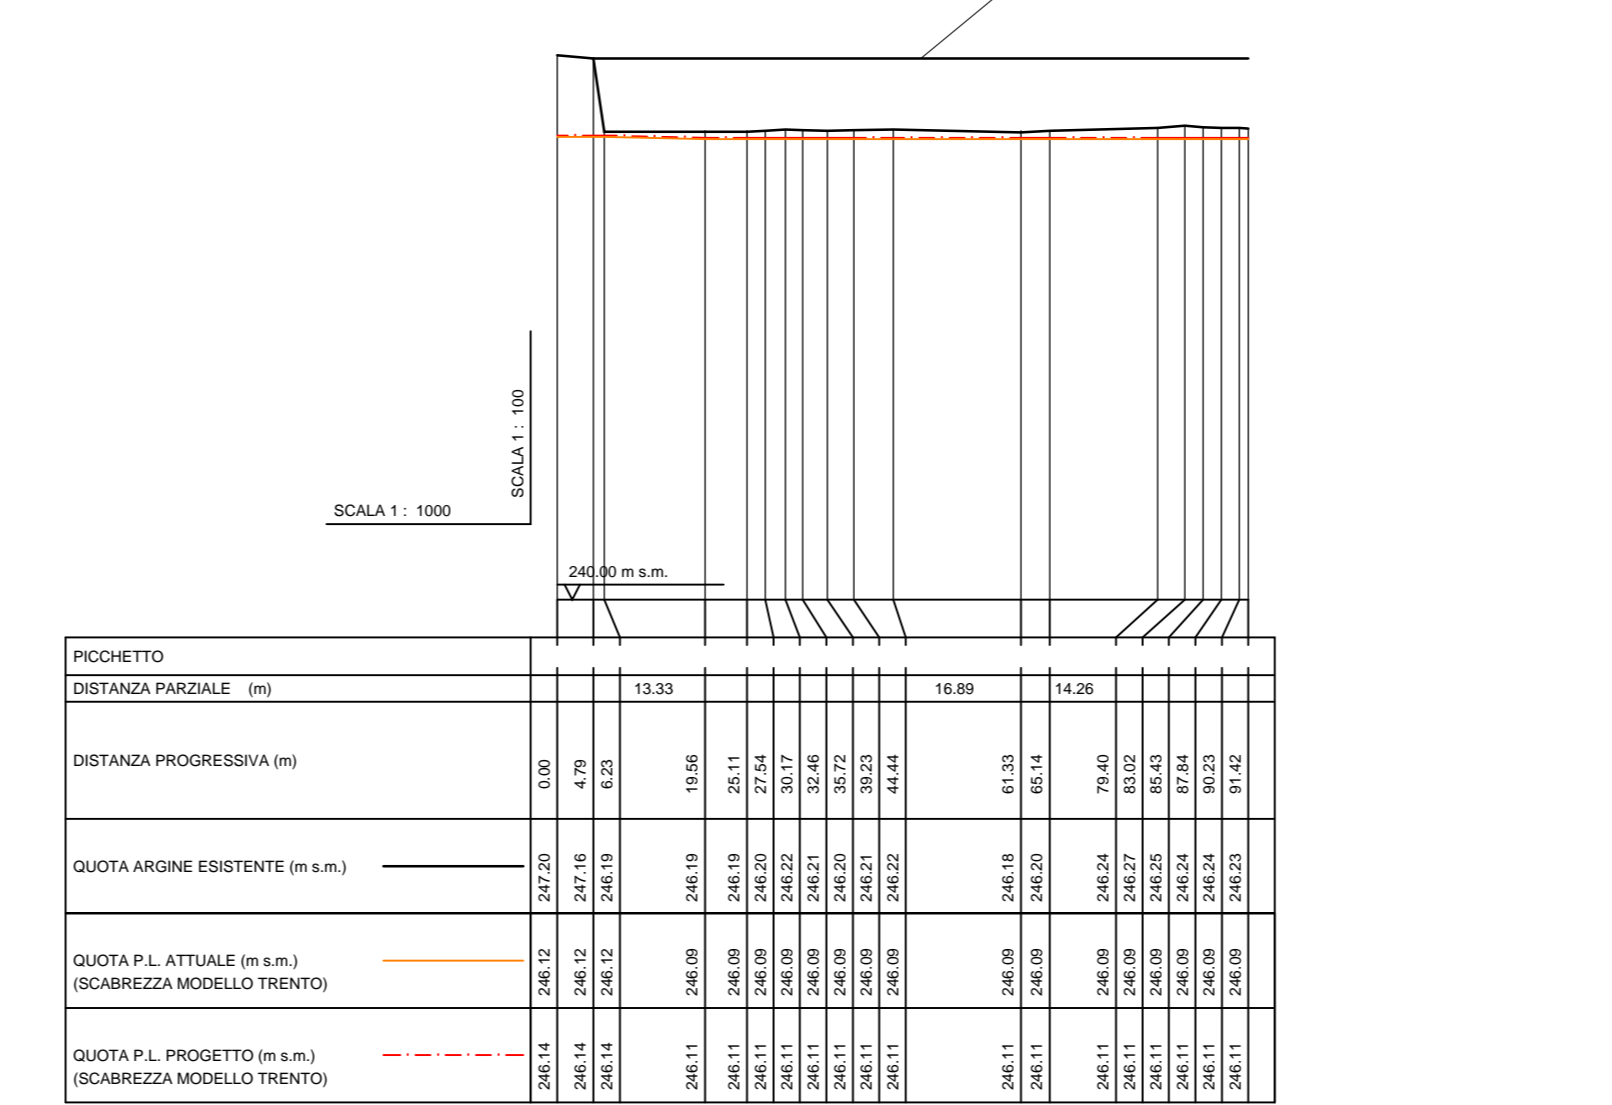 SCALA 1 : 100
SCALA 1 : 1000
240.00 m s.m.
PICCHETTO
DISTANZA PARZIALE (m) 13.33 16.89 14.26
DISTANZA PROGRESSIVA (m) 0.00 4.79 6.23 19.56 25.11 27.54 30.17 32.46 35.72 39.23 44.44 61.33 65.14 79.40 83.02 85.43 87.84 90.23 91.42
QUOTA ARGINE ESISTENTE (m s.m.) 247.20 247.16 246.19 246.19 246.19 246.20 246.22 246.21 246.20 246.21 246.22 246.18 246.20 246.24 246.27 246.25 246.24 246.24 246.23
QUOTA P.L. ATTUALE (m s.m.) 246.12 246.12 246.12 246.09 246.09 246.09 246.09 246.09 246.09 246.09 246.09 246.09 246.09 246.09 246.09 246.09 246.09 246.09 246.09
(SCABREZZA MODELLO TRENTO)
QUOTA P.L. PROGETTO (m s.m.) 246.14 246.14 246.14 246.11 246.11 246.11 246.11 246.11 246.11 246.11 246.11 246.11 246.11 246.11 246.11 246.11 246.11 246.11 246.11
(SCABREZZA MODELLO TRENTO)